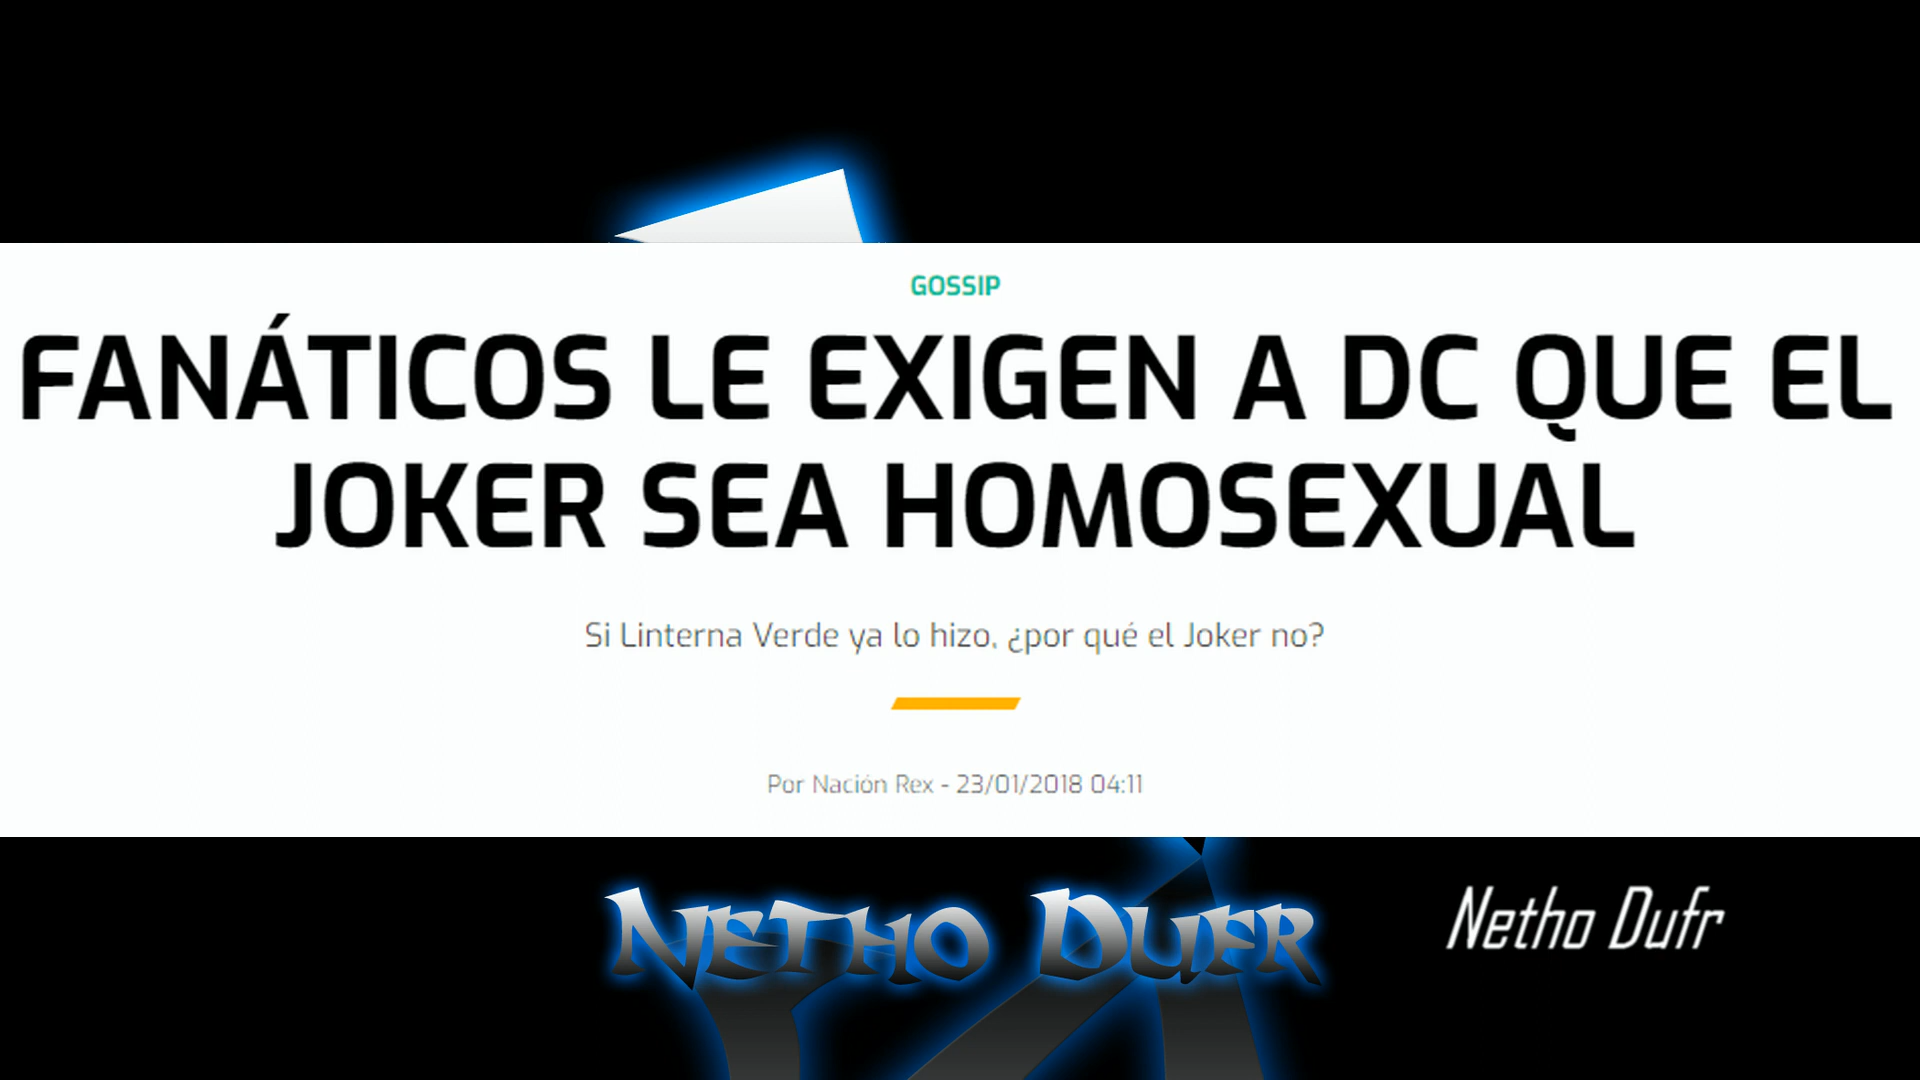 GOSSIP
FANÁTICOS LE EXIGEN A DC QUE EL
JOKER SEA HOMOSEXUAL
Si Linterna Verde ya lo hizo, ¿por qué el Joker no?
Por Nación Rex - 23/01/2018 04:11
NETHO DUFR
Netho Dufr